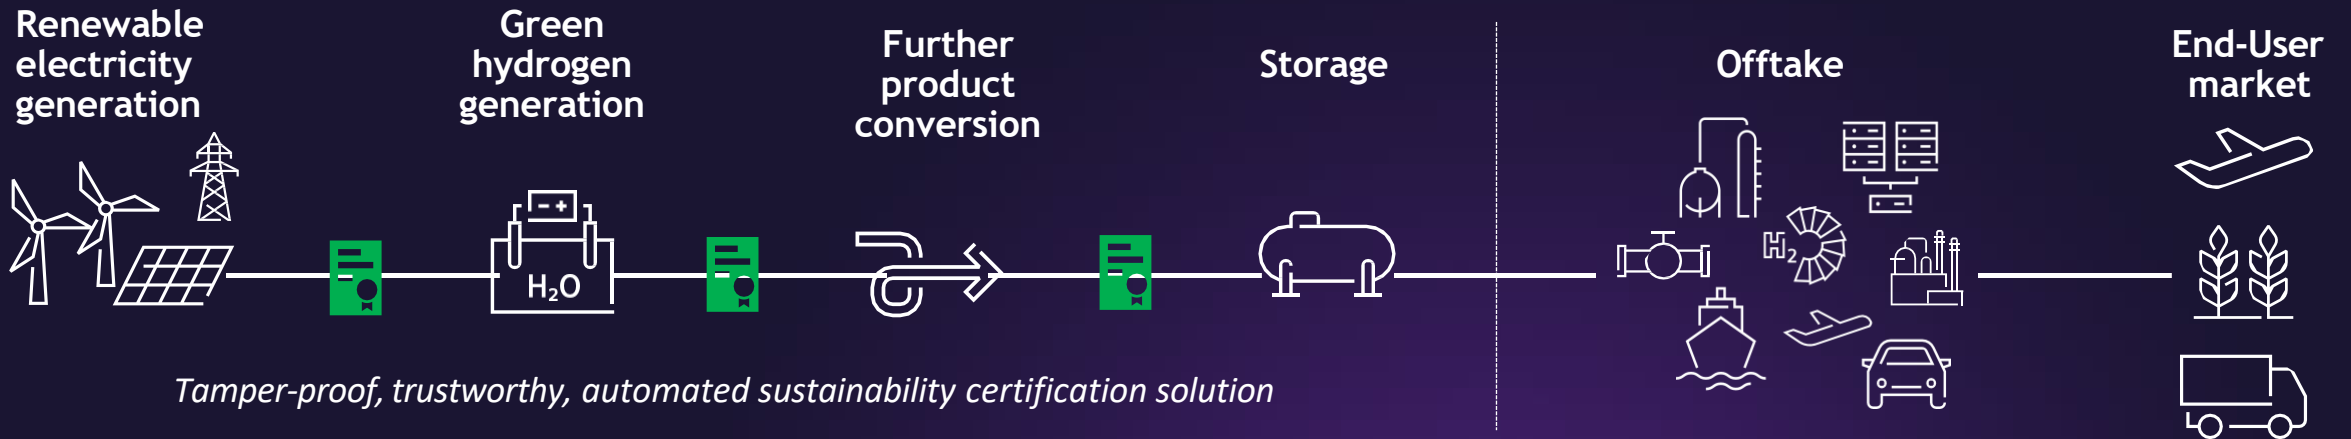 Renewable
electricity
generation
Green
hydrogen
generation
Further
product
conversion
Storage
Offtake
End-User
market
- +
H₂O
H₂
Tamper-proof, trustworthy, automated sustainability certification solution